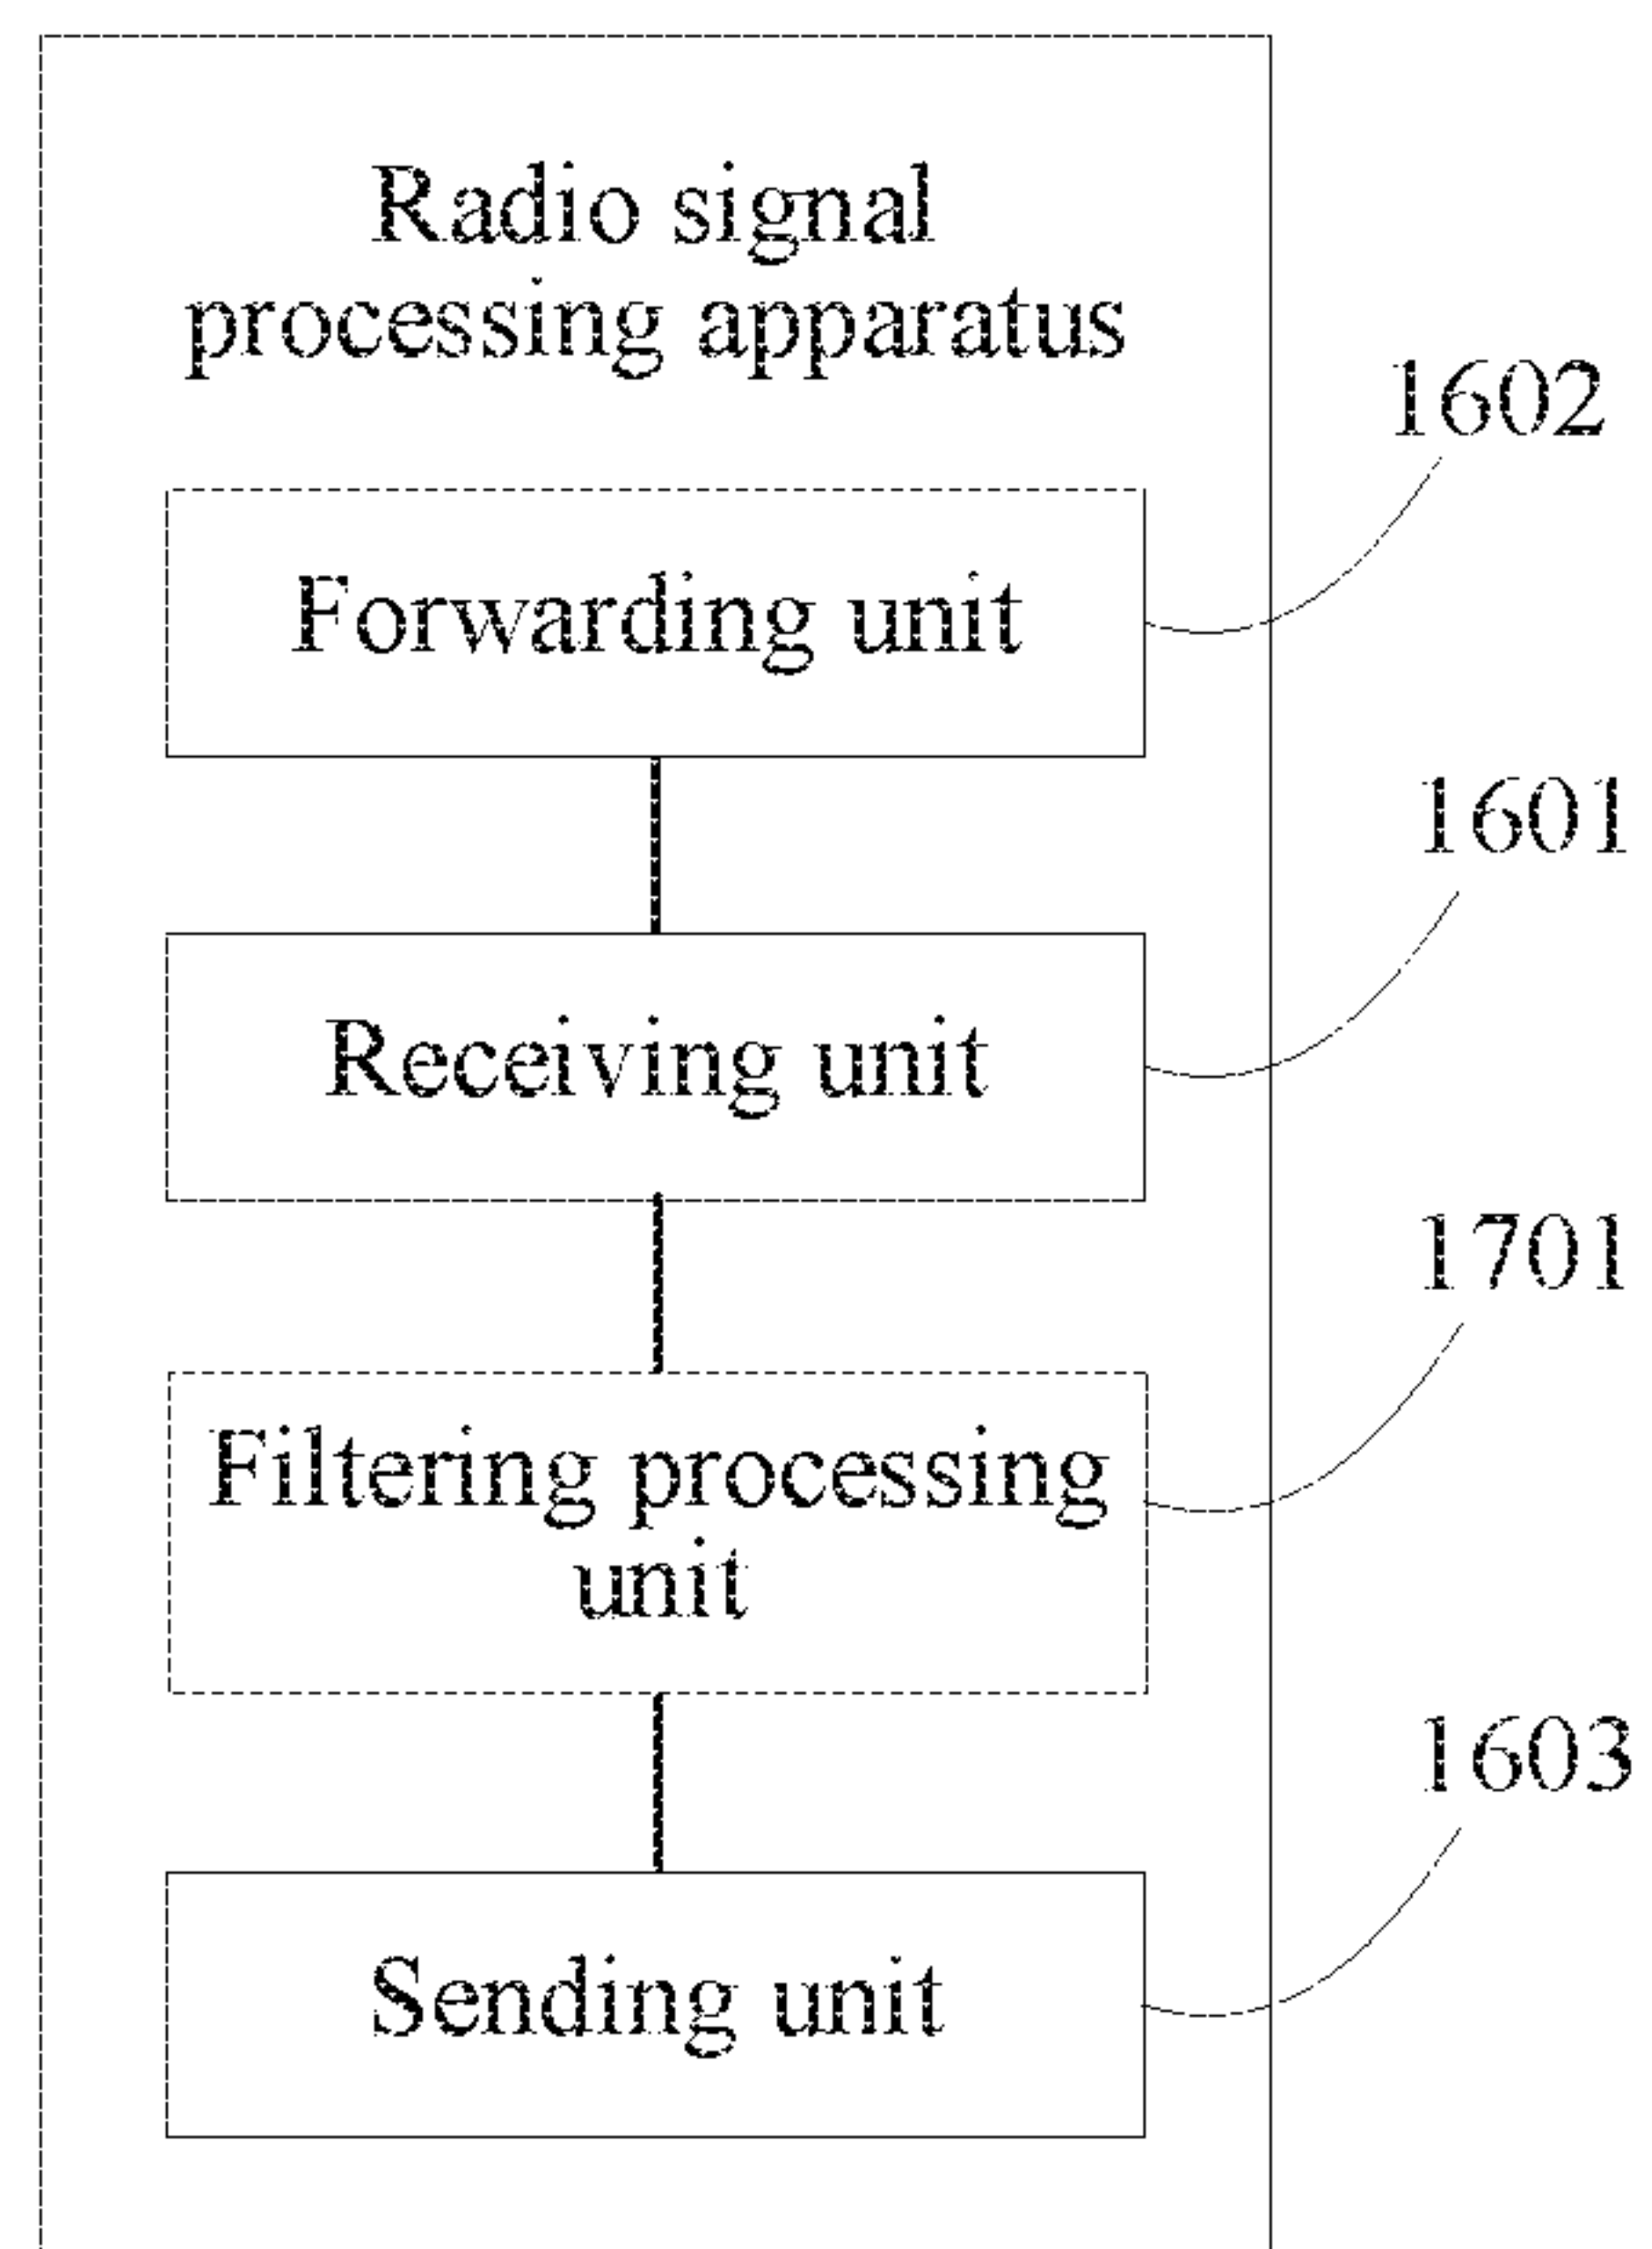 Radio signal
processing apparatus
1602
Forwarding unit
1601
Receiving unit
1701
Filtering processing
unit
1603
Sending unit